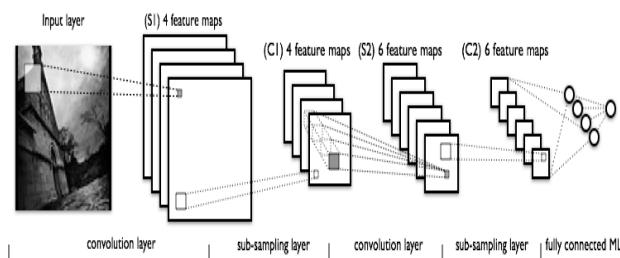 Input layer
(S1) 4 feature maps
(C1) 4 feature maps
(S2) 6 feature maps
(C2) 6 feature maps
convolution layer
sub-sampling layer
convolution layer
sub-sampling layer
fully connected ML